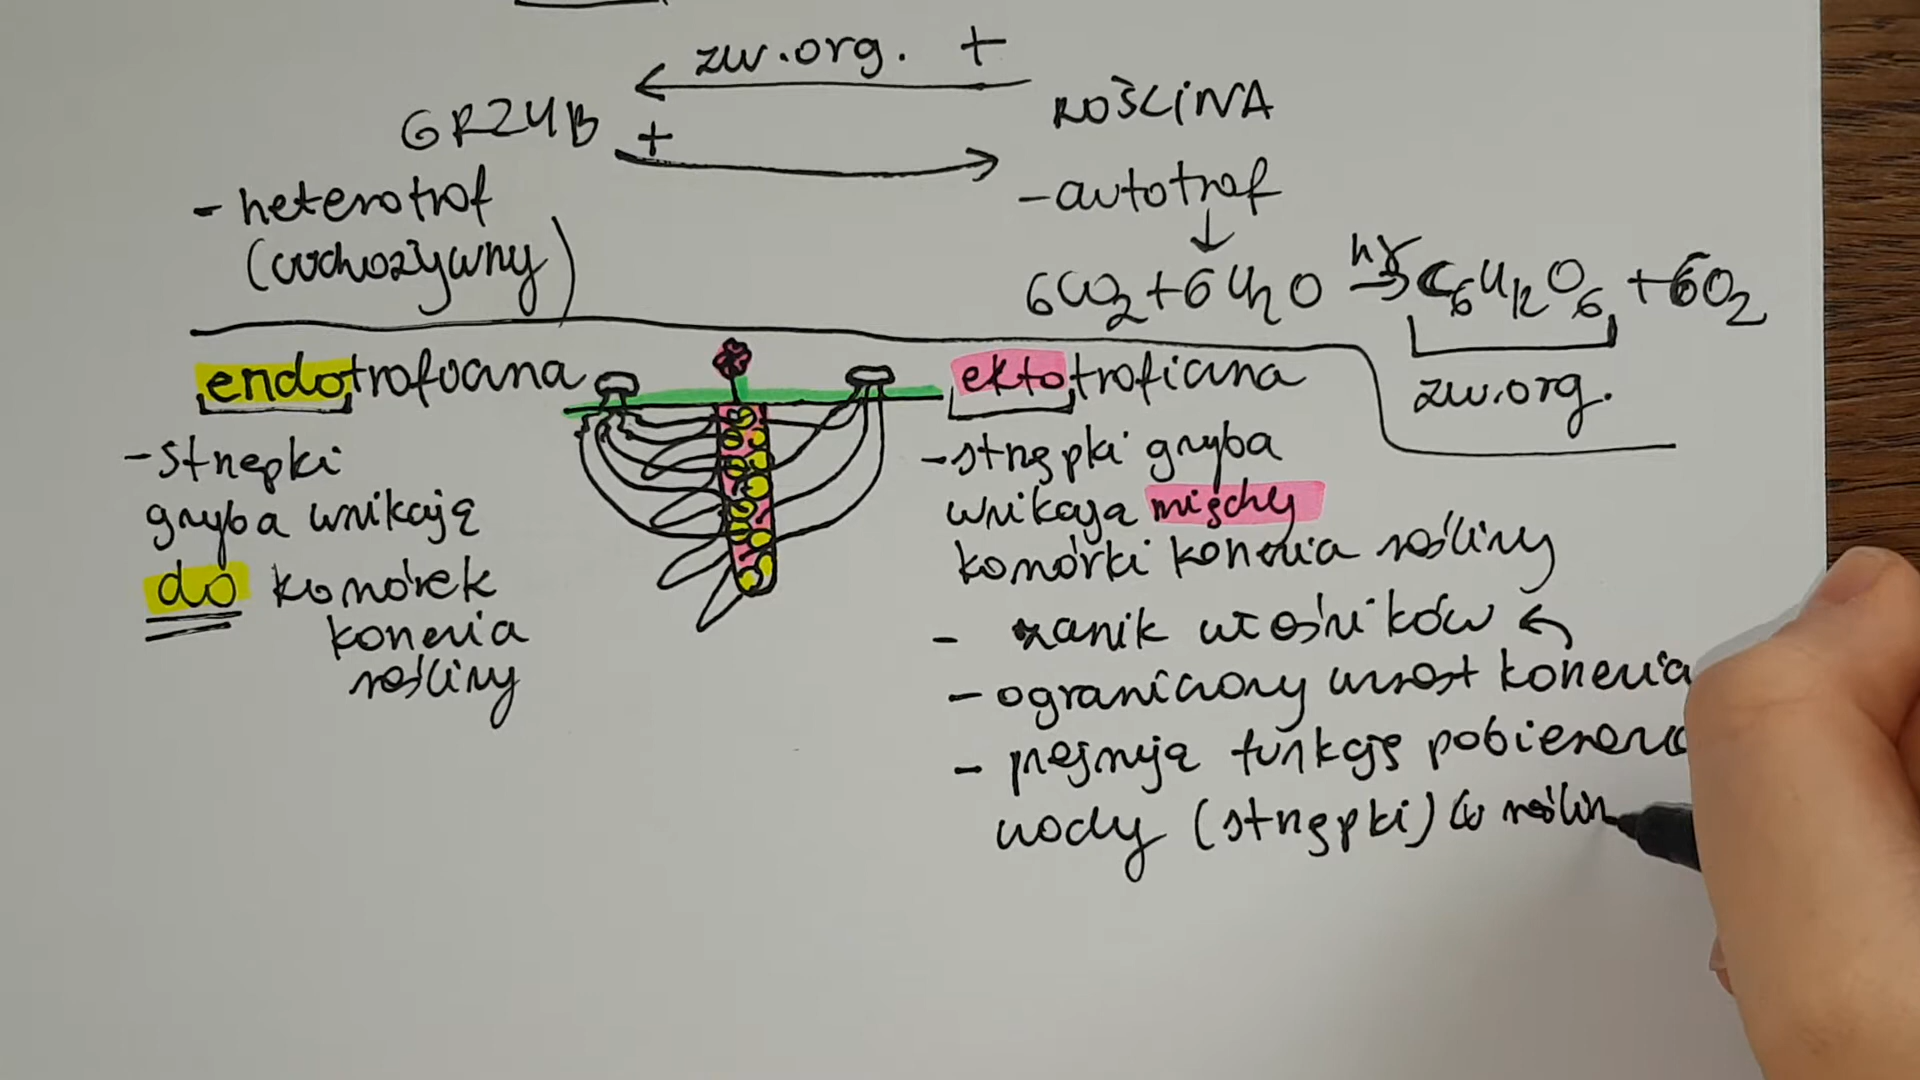 zw.org. +
GRZYB + ROŚLINA
- heterotrof
(cudzożywny)
- autotrof
6CO2 + 6H2O hγ→ C6H12O6 + 6O2
zw.org.
endotroficzna
- strzępki
grzyba wnikają
do komórek
korzenia
rośliny
ektotroficzna
- strzępki grzyba
wnikają między
komórki korzenia rośliny
- zanik włośników
- ograniczony wzrost korzenia
- przejmują funkcję pobierania
wody (strzępki)